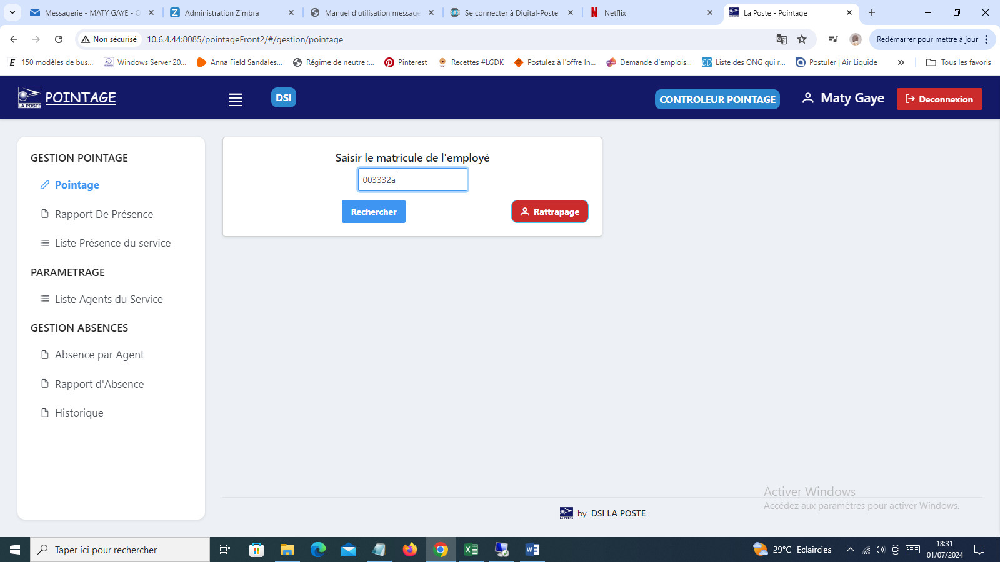 Messagerie - MATY GAYE - O
Administration Zimbra
Manuel d'utilisation message
Se connecter à Digital-Poste
Netflix
La Poste - Pointage
Non sécurisé
10.6.4.44:8085/pointageFront2/#/gestion/pointage
Redémarrer pour mettre à jour
150 modèles de bus...
Windows Server 20...
Anna Field Sandales...
Régime de neutre :...
Pinterest
Recettes #LGDK
Postulez à l'offre In...
Demande d'emplois...
Liste des ONG qui r...
Postuler | Air Liquide
Tous les favoris
LA POSTE
POINTAGE
DSI
CONTROLEUR POINTAGE
Maty Gaye
Deconnexion
GESTION POINTAGE
Pointage
Rapport De Présence
Liste Présence du service
PARAMETRAGE
Liste Agents du Service
GESTION ABSENCES
Absence par Agent
Rapport d'Absence
Historique
Saisir le matricule de l'employé
003332a
Rechercher
Rattrapage
Activer Windows
Accédez aux paramètres pour activer Windows.
by DSI LA POSTE
Taper ici pour rechercher
29°C Eclaircies
18:31
01/07/2024